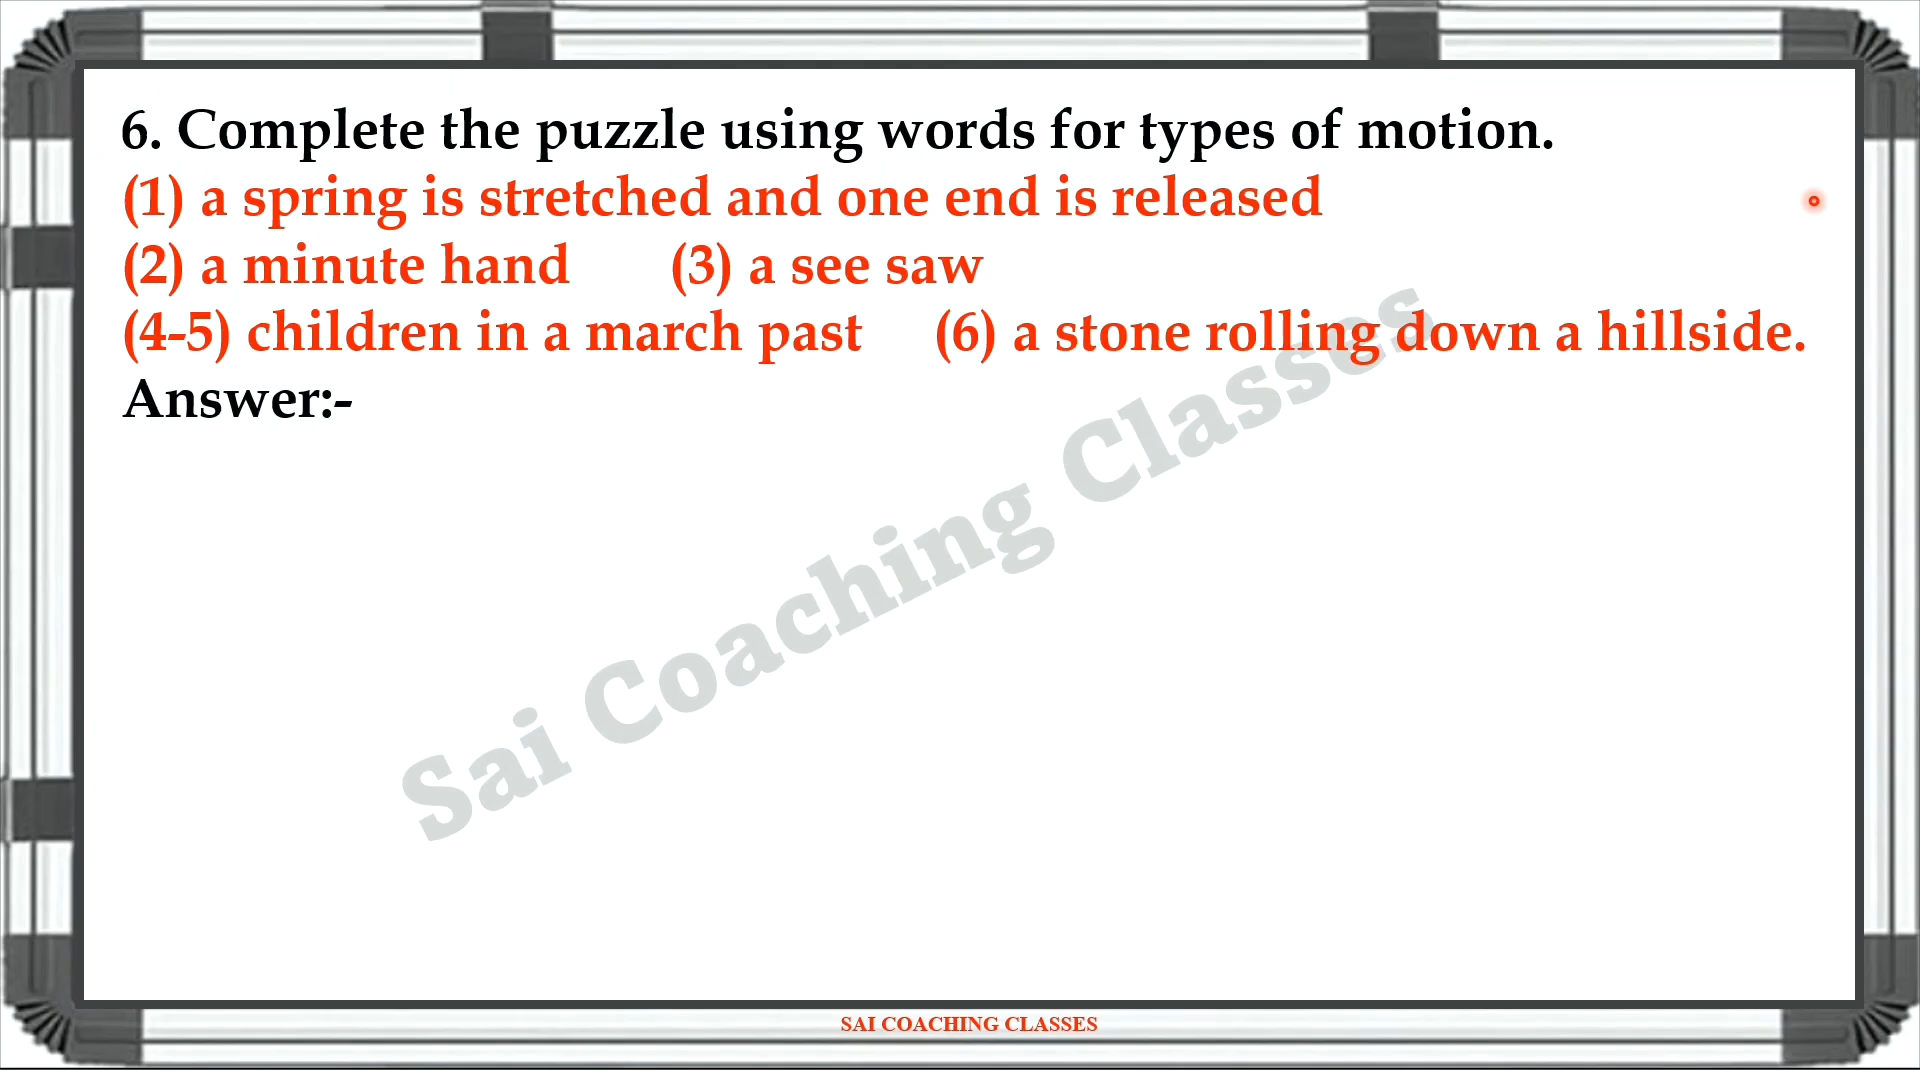 6. Complete the puzzle using words for types of motion.
(1) a spring is stretched and one end is released
(2) a minute hand (3) a see saw
(4-5) children in a march past (6) a stone rolling down a hillside.
Answer:-
Sai Coaching Classes
SAI COACHING CLASSES